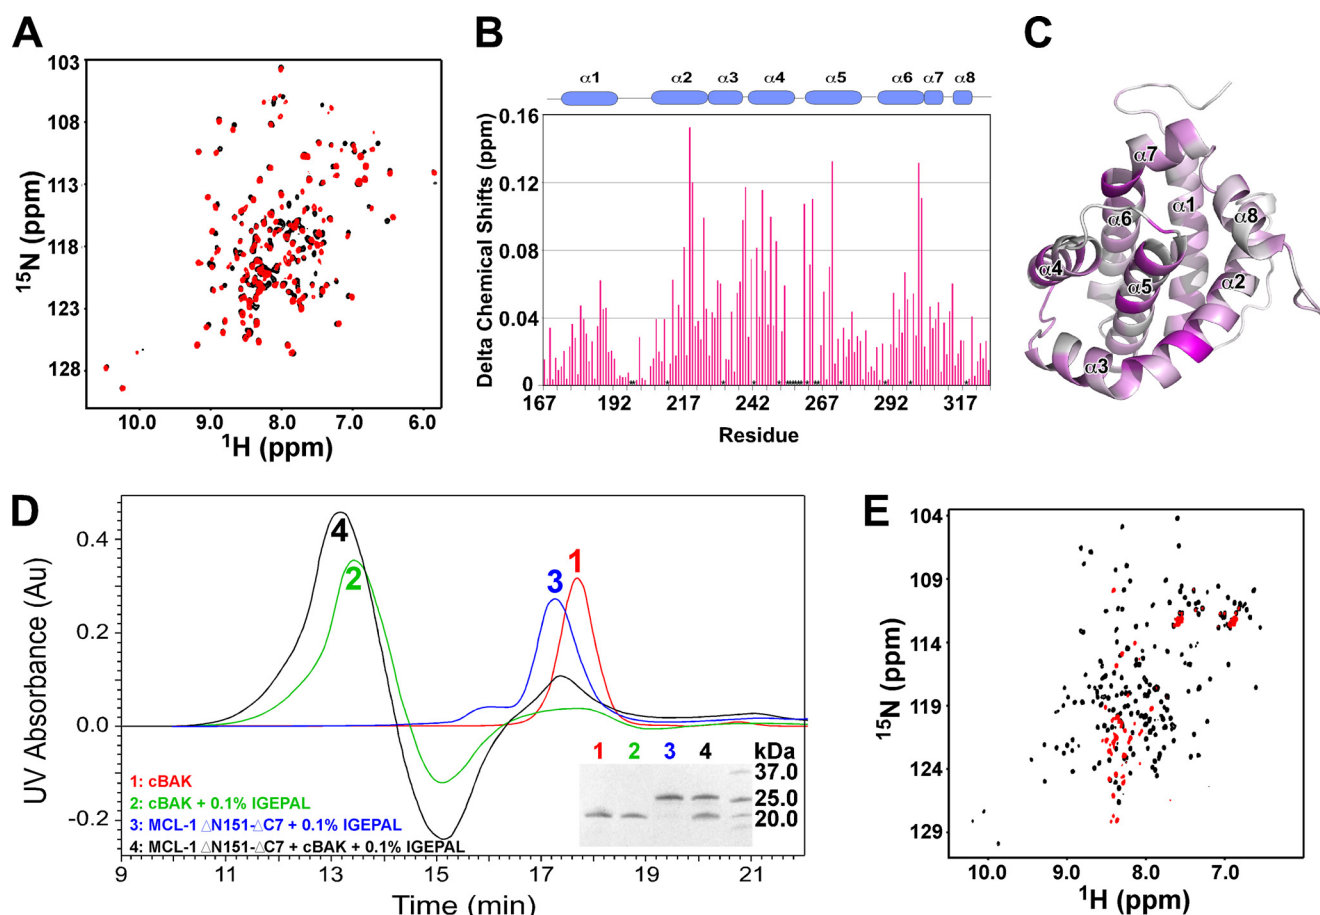 A
103
108
113
118
123
128
15N (ppm)
10.0 9.0 8.0 7.0 6.0
1H (ppm)
B
α1 α2 α3 α4 α5 α6 α7 α8
0.16
0.12
0.08
0.04
0
Delta Chemical Shifts (ppm)
167 192 217 242 267 292 317
Residue
C
α7
α6
α1
α8
α4
α5
α2
α3
D
0.4
0.2
0.0
-0.2
UV Absorbance (Au)
4
2
3
1
1: cBAK
2: cBAK + 0.1% IGEPAL
3: MCL-1 △N151-△C7 + 0.1% IGEPAL
4: MCL-1 △N151-△C7 + cBAK + 0.1% IGEPAL
1 2 3 4 kDa
37.0
25.0
20.0
9 11 13 15 17 19 21
Time (min)
E
104
109
114
119
124
129
15N (ppm)
10.0 9.0 8.0 7.0
1H (ppm)